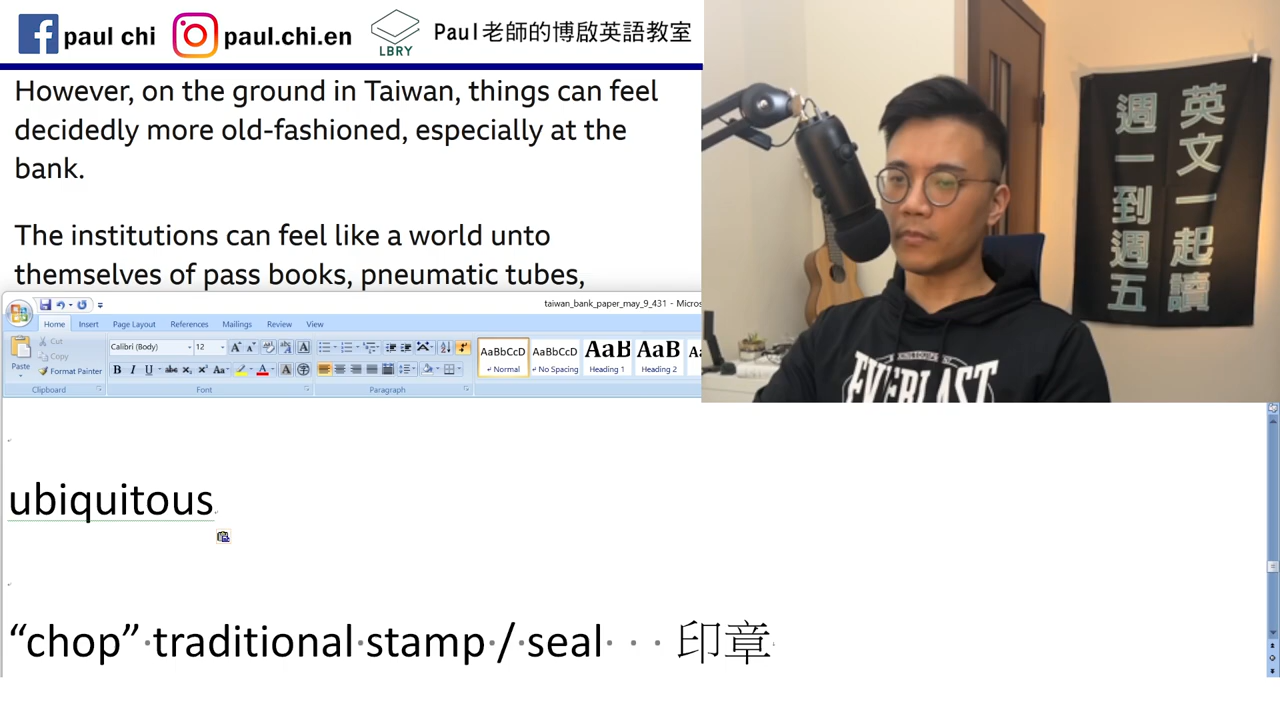 paul chi
paul.chi.en
LBRY
Paul老師的博啟英語教室
However, on the ground in Taiwan, things can feel
decidedly more old-fashioned, especially at the
bank.
The institutions can feel like a world unto
themselves of pass books, pneumatic tubes,
英文一起讀
週一到週五
EVERLAST
taiwan_bank_paper_may_9_431 - Micros
Home Insert Page Layout References Mailings Review View
Paste
Cut
Copy
Format Painter
Calibri (Body) 12
AaBbCcD AaBbCcD AaBb AaB
Normal No Spacing Heading 1 Heading 2
Clipboard Font Paragraph
ubiquitous
“chop” traditional stamp / seal 印章